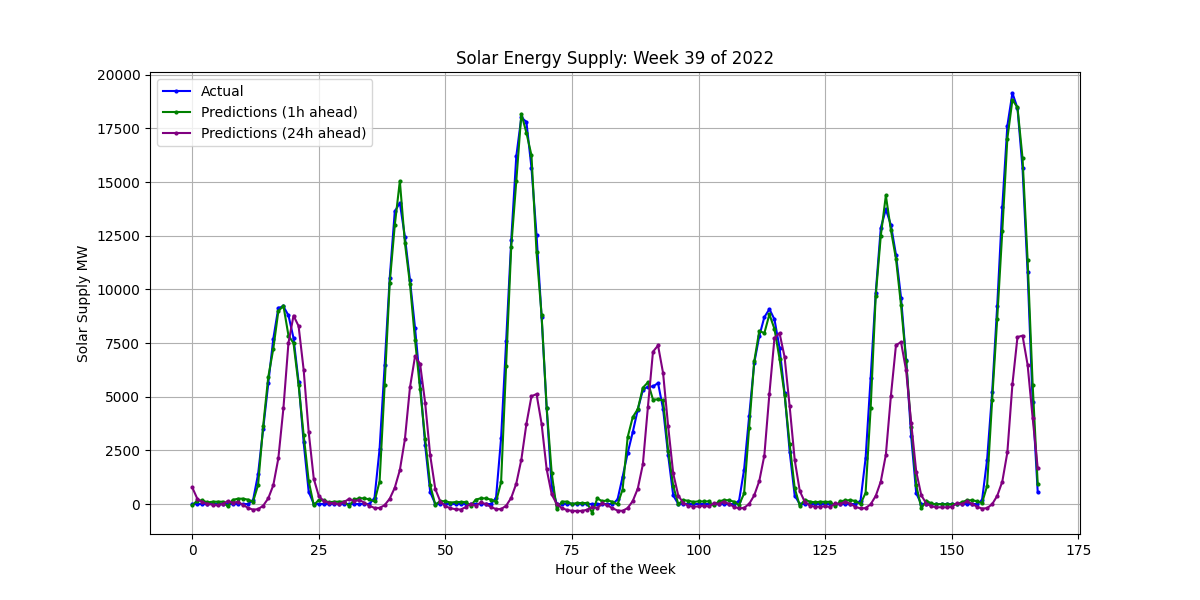 Solar Energy Supply: Week 39 of 2022
Actual
Predictions (1h ahead)
Predictions (24h ahead)
20000
17500
15000
12500
10000
7500
5000
2500
0
Solar Supply MW
0 25 50 75 100 125 150 175
Hour of the Week